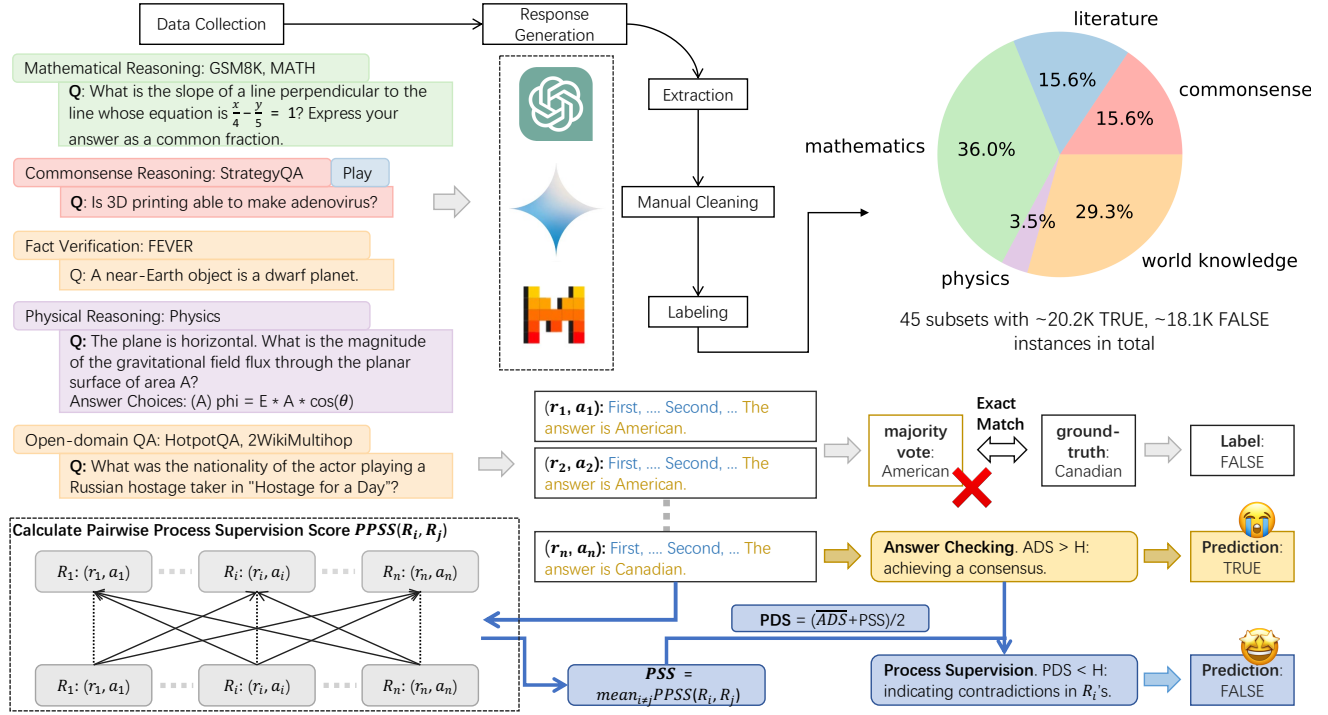 Data Collection
Response
Generation
Mathematical Reasoning: GSM8K, MATH
Q: What is the slope of a line perpendicular to the
line whose equation is x/4 − y/5 = 1? Express your
answer as a common fraction.
Commonsense Reasoning: StrategyQA
Play
Q: Is 3D printing able to make adenovirus?
Fact Verification: FEVER
Q: A near-Earth object is a dwarf planet.
Physical Reasoning: Physics
Q: The plane is horizontal. What is the magnitude
of the gravitational field flux through the planar
surface of area A?
Answer Choices: (A) phi = E * A * cos(θ)
Open-domain QA: HotpotQA, 2WikiMultihop
Q: What was the nationality of the actor playing a
Russian hostage taker in "Hostage for a Day"?
Extraction
Manual Cleaning
Labeling
literature
15.6%
commonsense
15.6%
mathematics
36.0%
3.5%
29.3%
physics
world knowledge
45 subsets with ~20.2K TRUE, ~18.1K FALSE
instances in total
(r₁, a₁): First, .... Second, ... The
answer is American.
(r₂, a₂): First, .... Second, ... The
answer is American.
(rₙ, aₙ): First, .... Second, ... The
answer is Canadian.
majority
vote:
American
Exact
Match
ground-
truth:
Canadian
Label:
FALSE
Answer Checking. ADS > H:
achieving a consensus.
Prediction:
TRUE
Calculate Pairwise Process Supervision Score PPSS(Rᵢ, Rⱼ)
R₁: (r₁, a₁)
Rᵢ: (rᵢ, aᵢ)
Rₙ: (rₙ, aₙ)
R₁: (r₁, a₁)
Rᵢ: (rᵢ, aᵢ)
Rₙ: (rₙ, aₙ)
PDS = (A̅D̅S̅+PSS)/2
PSS =
meanᵢ≠ⱼPPSS(Rᵢ, Rⱼ)
Process Supervision. PDS < H:
indicating contradictions in Rᵢ's.
Prediction:
FALSE